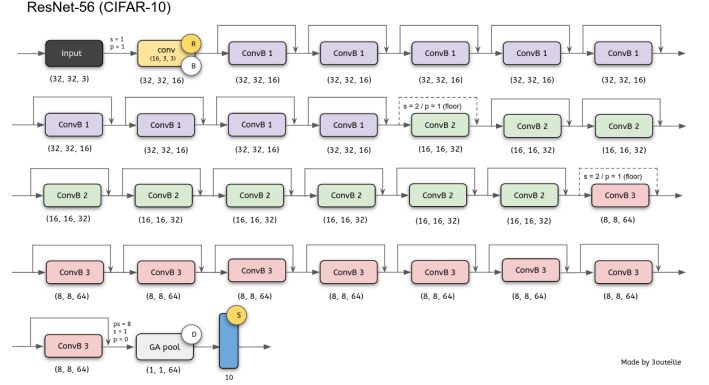 ResNet-56 (CIFAR-10)
s = 1
p = 1
Input
conv
(16, 3, 3)
R
B
ConvB 1
ConvB 1
ConvB 1
ConvB 1
ConvB 1
(32, 32, 3)
(32, 32, 16)
(32, 32, 16)
(32, 32, 16)
(32, 32, 16)
(32, 32, 16)
(32, 32, 16)
s = 2 / p = 1 (floor)
ConvB 1
ConvB 1
ConvB 1
ConvB 1
ConvB 2
ConvB 2
ConvB 2
(32, 32, 16)
(32, 32, 16)
(32, 32, 16)
(32, 32, 16)
(16, 16, 32)
(16, 16, 32)
(16, 16, 32)
s = 2 / p = 1 (floor)
ConvB 2
ConvB 2
ConvB 2
ConvB 2
ConvB 2
ConvB 2
ConvB 3
(16, 16, 32)
(16, 16, 32)
(16, 16, 32)
(16, 16, 32)
(16, 16, 32)
(16, 16, 32)
(8, 8, 64)
ConvB 3
ConvB 3
ConvB 3
ConvB 3
ConvB 3
ConvB 3
ConvB 3
(8, 8, 64)
(8, 8, 64)
(8, 8, 64)
(8, 8, 64)
(8, 8, 64)
(8, 8, 64)
(8, 8, 64)
ConvB 3
ps = 8
s = 1
p = 0
GA pool
D
S
(8, 8, 64)
(1, 1, 64)
10
Made by 3outeille